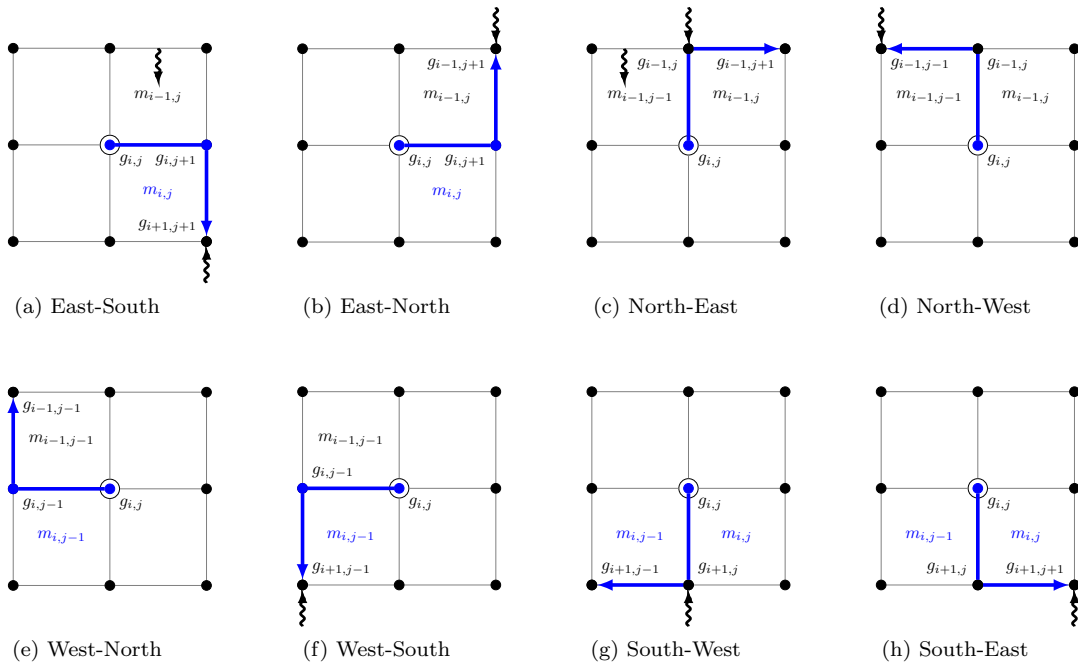 m_{i−1,j}
g_{i,j} g_{i,j+1}
m_{i,j}
g_{i+1,j+1}
(a) East-South
g_{i−1,j+1}
m_{i−1,j}
g_{i,j} g_{i,j+1}
m_{i,j}
(b) East-North
g_{i−1,j} g_{i−1,j+1}
m_{i−1,j−1} m_{i−1,j}
g_{i,j}
(c) North-East
g_{i−1,j−1} g_{i−1,j}
m_{i−1,j−1} m_{i−1,j}
g_{i,j}
(d) North-West
g_{i−1,j−1}
m_{i−1,j−1}
g_{i,j−1} g_{i,j}
m_{i,j−1}
(e) West-North
m_{i−1,j−1}
g_{i,j−1}
g_{i,j}
m_{i,j−1}
g_{i+1,j−1}
(f) West-South
g_{i,j}
m_{i,j−1} m_{i,j}
g_{i+1,j−1} g_{i+1,j}
(g) South-West
g_{i,j}
m_{i,j−1} m_{i,j}
g_{i+1,j} g_{i+1,j+1}
(h) South-East